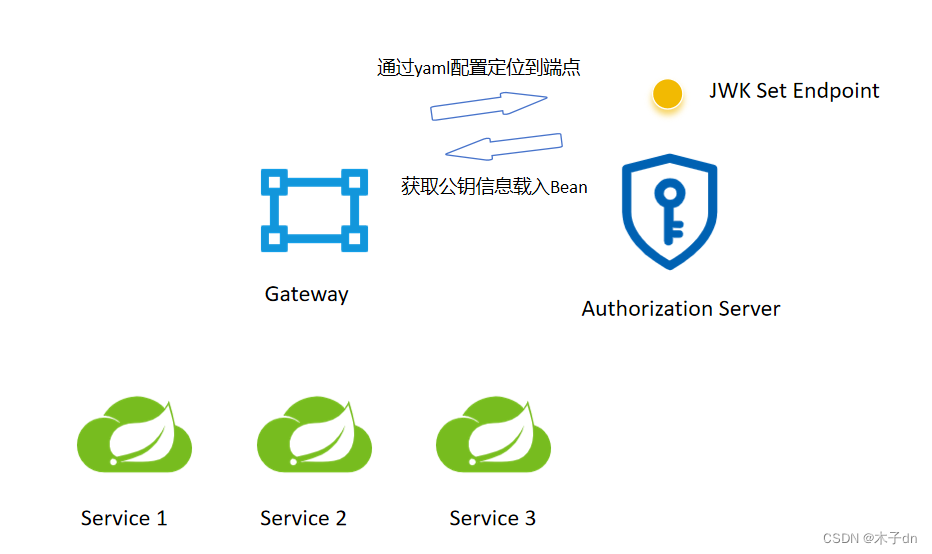 通过yaml配置定位到端点
JWK Set Endpoint
获取公钥信息载入Bean
Gateway
Authorization Server
Service 1
Service 2
Service 3
CSDN @木子dn